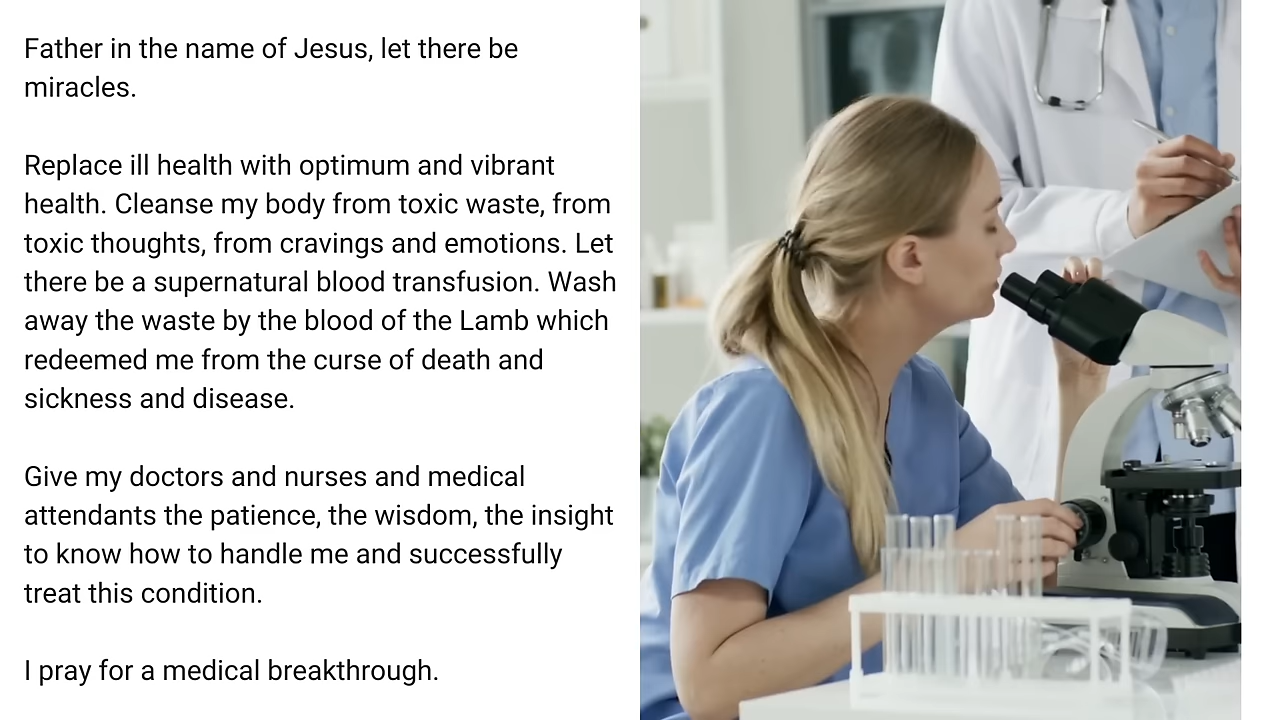 Father in the name of Jesus, let there be
miracles.
Replace ill health with optimum and vibrant
health. Cleanse my body from toxic waste, from
toxic thoughts, from cravings and emotions. Let
there be a supernatural blood transfusion. Wash
away the waste by the blood of the Lamb which
redeemed me from the curse of death and
sickness and disease.
Give my doctors and nurses and medical
attendants the patience, the wisdom, the insight
to know how to handle me and successfully
treat this condition.
I pray for a medical breakthrough.